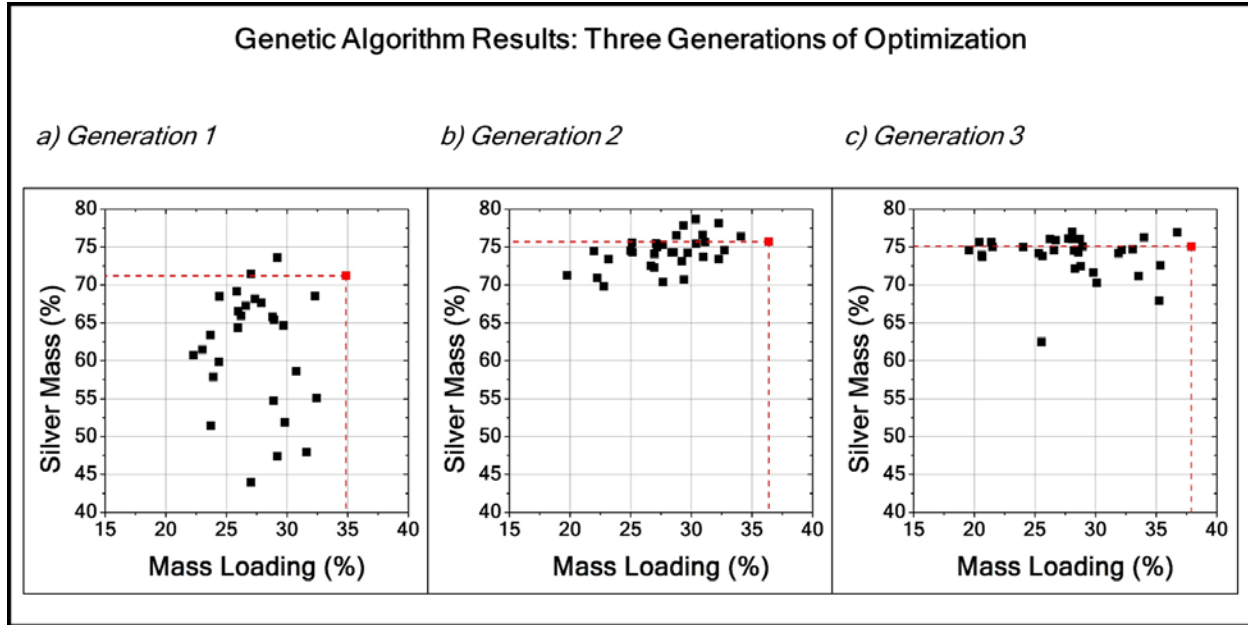 Genetic Algorithm Results: Three Generations of Optimization
a) Generation 1
b) Generation 2
c) Generation 3
80
75
70
65
60
55
50
45
40
Silver Mass (%)
15 20 25 30 35 40
Mass Loading (%)
80
75
70
65
60
55
50
45
40
Silver Mass (%)
15 20 25 30 35 40
Mass Loading (%)
80
75
70
65
60
55
50
45
40
Silver Mass (%)
15 20 25 30 35 40
Mass Loading (%)